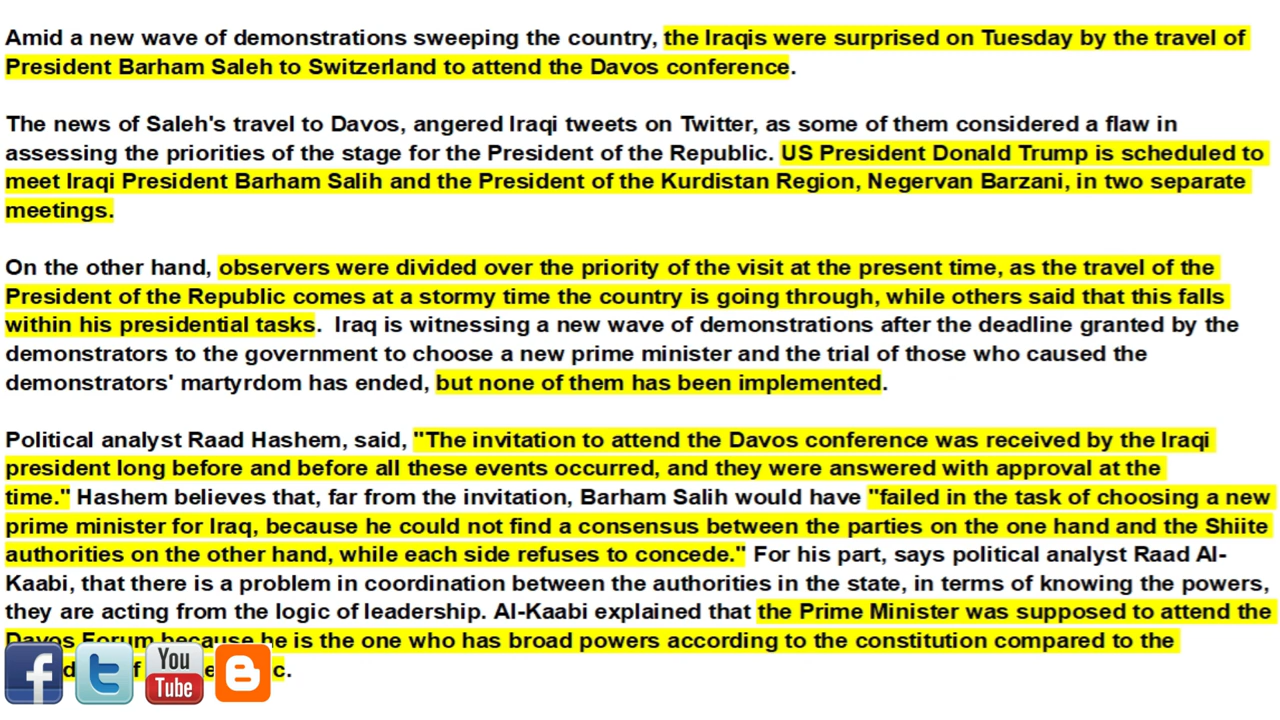 Amid a new wave of demonstrations sweeping the country, the Iraqis were surprised on Tuesday by the travel of
President Barham Saleh to Switzerland to attend the Davos conference.
The news of Saleh's travel to Davos, angered Iraqi tweets on Twitter, as some of them considered a flaw in
assessing the priorities of the stage for the President of the Republic. US President Donald Trump is scheduled to
meet Iraqi President Barham Salih and the President of the Kurdistan Region, Negervan Barzani, in two separate
meetings.
On the other hand, observers were divided over the priority of the visit at the present time, as the travel of the
President of the Republic comes at a stormy time the country is going through, while others said that this falls
within his presidential tasks.  Iraq is witnessing a new wave of demonstrations after the deadline granted by the
demonstrators to the government to choose a new prime minister and the trial of those who caused the
demonstrators' martyrdom has ended, but none of them has been implemented.
Political analyst Raad Hashem, said, "The invitation to attend the Davos conference was received by the Iraqi
president long before and before all these events occurred, and they were answered with approval at the
time." Hashem believes that, far from the invitation, Barham Salih would have "failed in the task of choosing a new
prime minister for Iraq, because he could not find a consensus between the parties on the one hand and the Shiite
authorities on the other hand, while each side refuses to concede." For his part, says political analyst Raad Al-
Kaabi, that there is a problem in coordination between the authorities in the state, in terms of knowing the powers,
they are acting from the logic of leadership. Al-Kaabi explained that the Prime Minister was supposed to attend the
Davos Forum because he is the one who has broad powers according to the constitution compared to the
You Tube